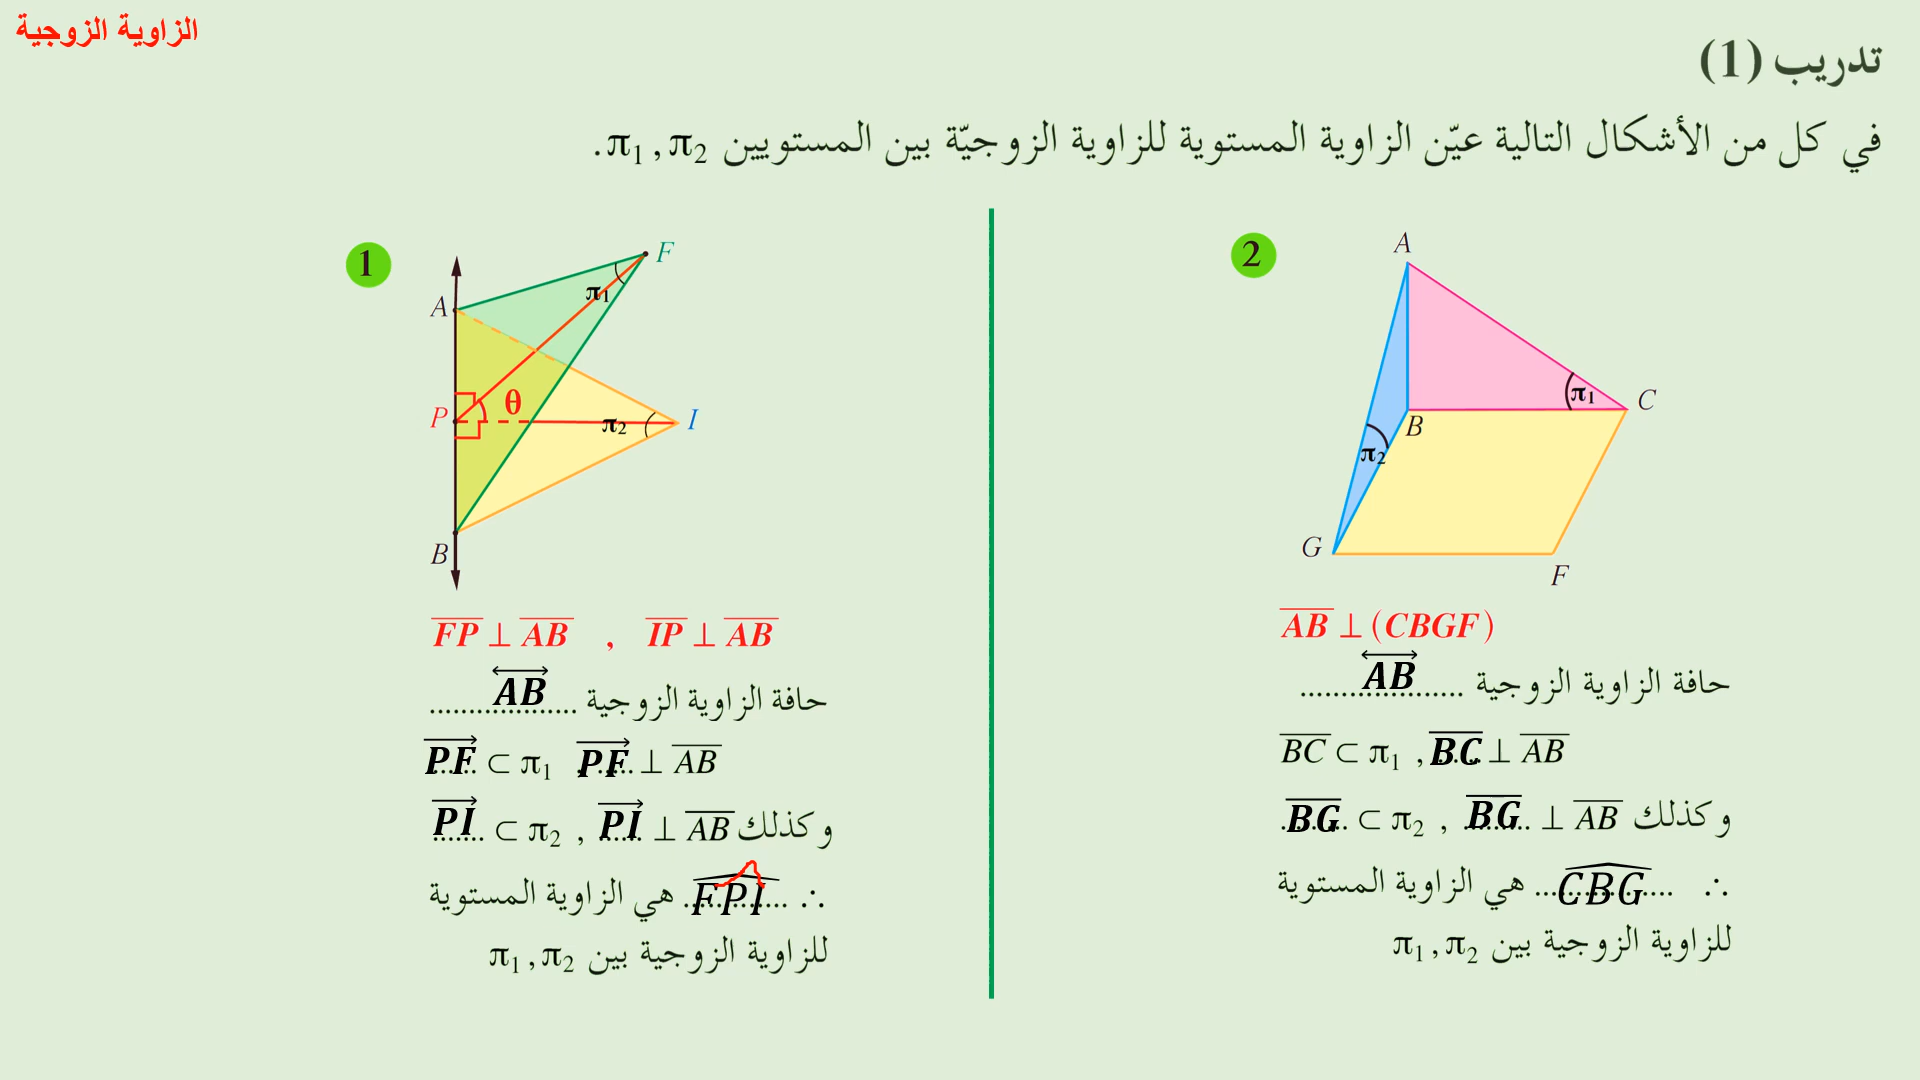 الزاوية الزوجية
تدريب (1)
في كل من الأشكال التالية عيّن الزاوية المستوية للزاوية الزوجيّة بين المستويين π₁ , π₂.
1
F
π₁
A
P
θ
π₂
I
B
FP ⊥ AB , IP ⊥ AB
حافة الزاوية الزوجية AB
PF ⊂ π₁ PF ⊥ AB
وكذلك PI ⊂ π₂ , PI ⊥ AB
∴ FPI هي الزاوية المستوية
للزاوية الزوجية بين π₁ , π₂
2
A
π₁
C
B
π₂
G
F
AB ⊥ (CBGF)
حافة الزاوية الزوجية AB
BC ⊂ π₁ , BC ⊥ AB
وكذلك BG ⊂ π₂ , BG ⊥ AB
∴ CBG هي الزاوية المستوية
للزاوية الزوجية بين π₁ , π₂